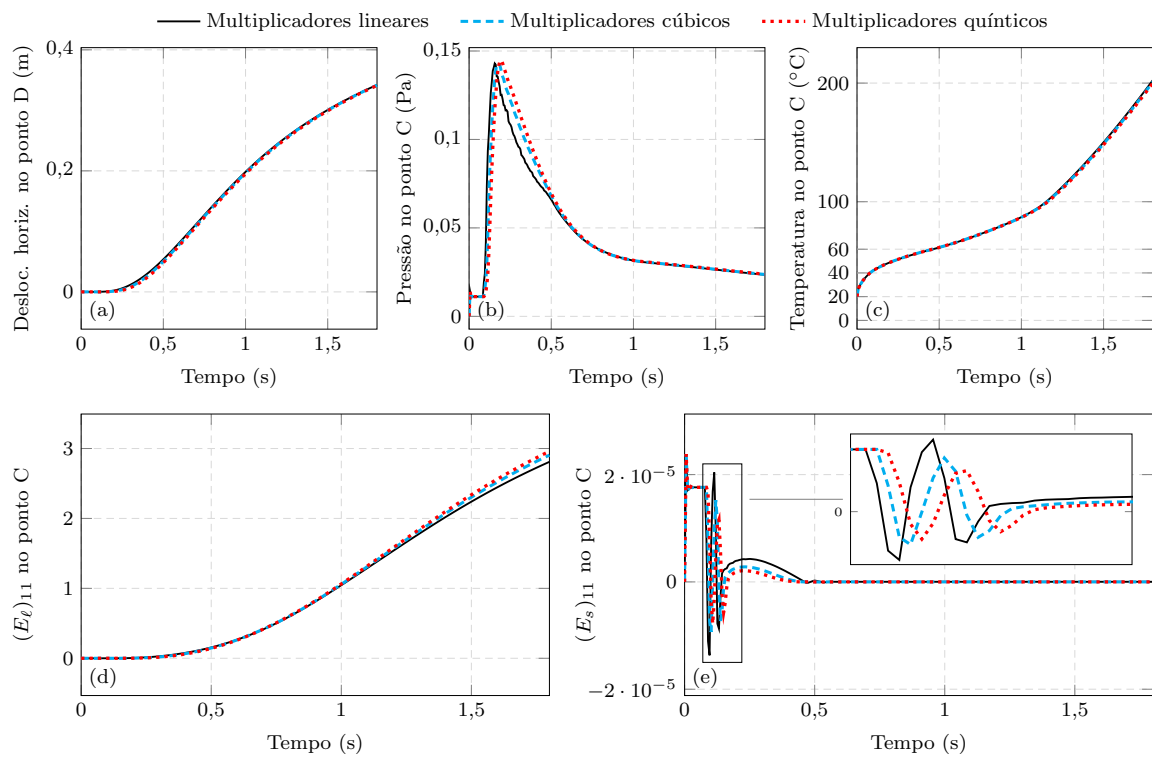 Multiplicadores lineares Multiplicadores cúbicos Multiplicadores quínticos
Desloc. horiz. no ponto D (m)
0,4
0,2
0
(a)
0 0,5 1 1,5
Tempo (s)
Pressão no ponto C (Pa)
0,15
0,1
0,05
0
(b)
0 0,5 1 1,5
Tempo (s)
Temperatura no ponto C (°C)
200
100
60
40
20
0
(c)
0 0,5 1 1,5
Tempo (s)
(Eℓ)11 no ponto C
3
2
1
0
(d)
0 0,5 1 1,5
Tempo (s)
(Es)11 no ponto C
2 · 10⁻⁵
0
−2 · 10⁻⁵
0
(e)
0 0,5 1 1,5
Tempo (s)